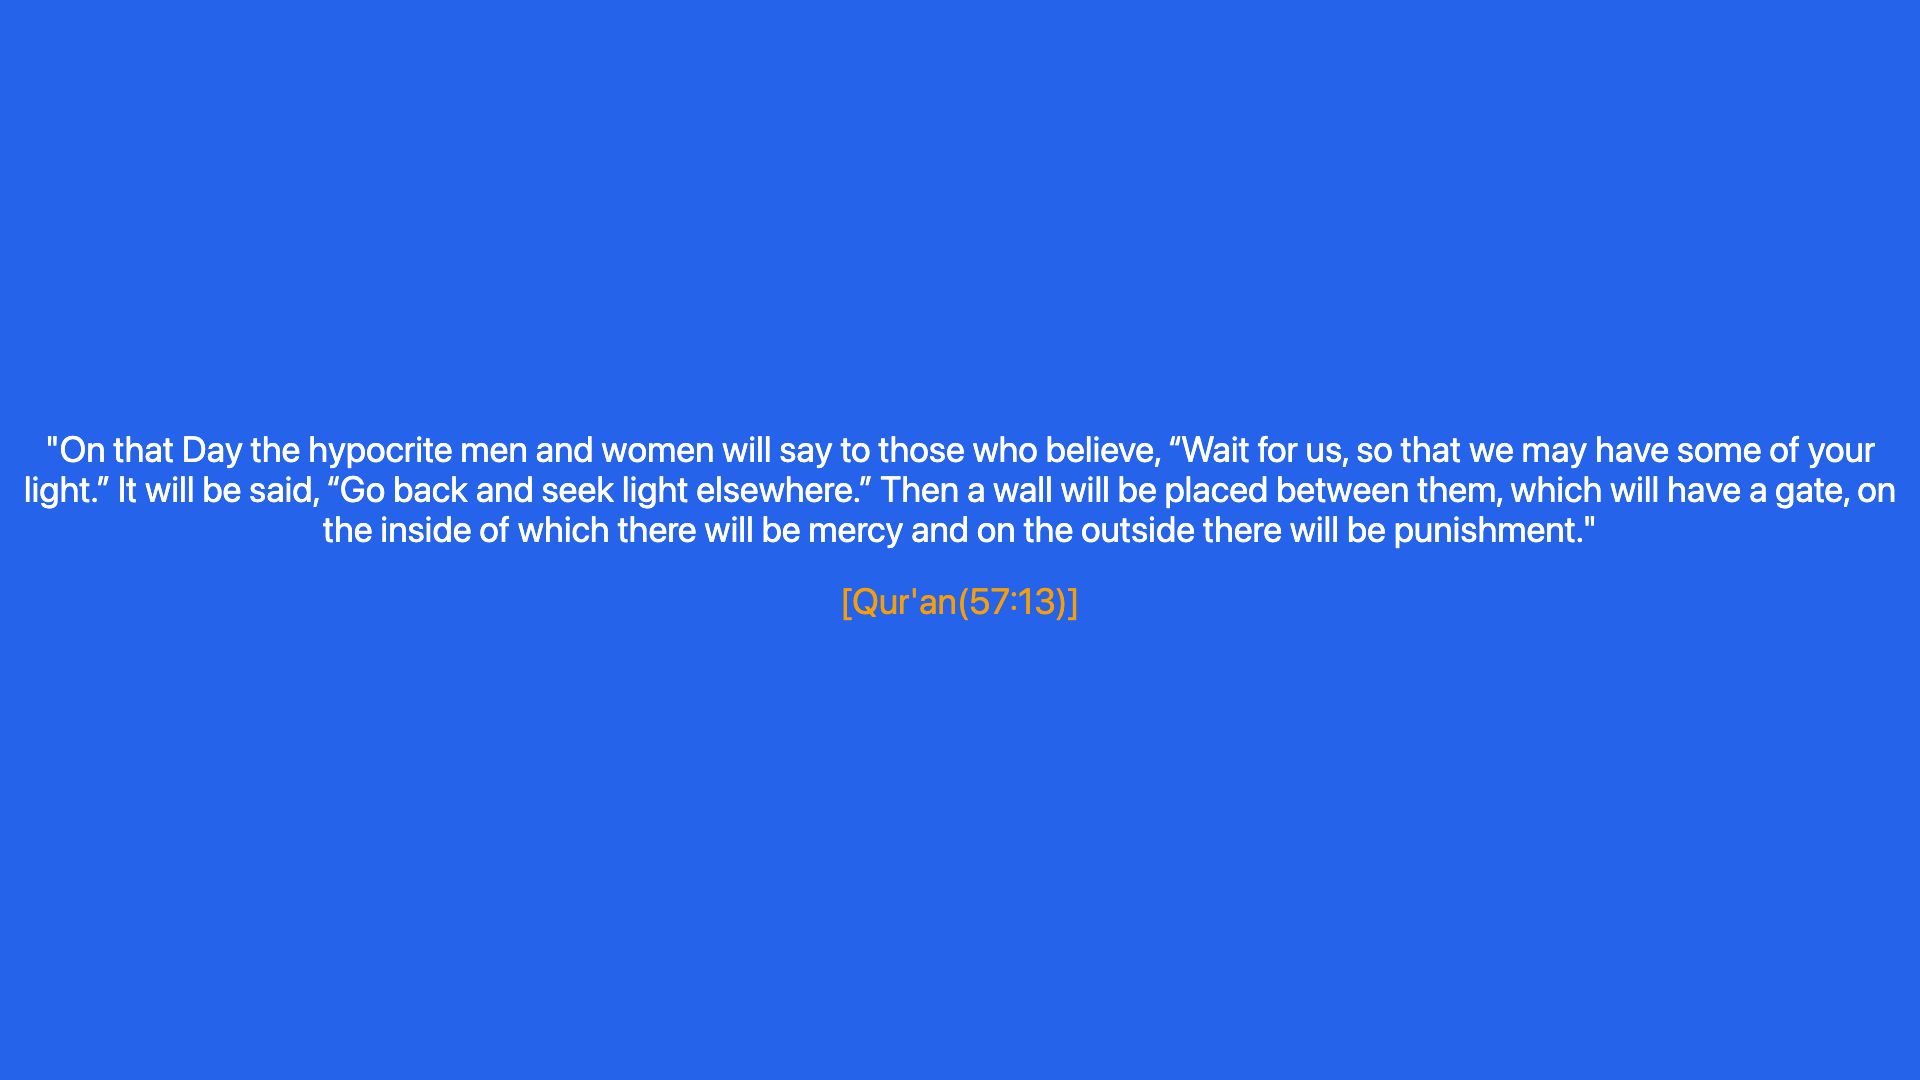 "On that Day the hypocrite men and women will say to those who believe, “Wait for us, so that we may have some of your
light.” It will be said, “Go back and seek light elsewhere.” Then a wall will be placed between them, which will have a gate, on
the inside of which there will be mercy and on the outside there will be punishment."
[Qur'an(57:13)]